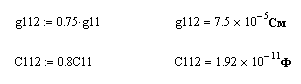 g112 := 0.75·g11 g112 = 7.5 × 10⁻⁵См
C112 := 0.8C11 C112 = 1.92 × 10⁻¹¹Ф